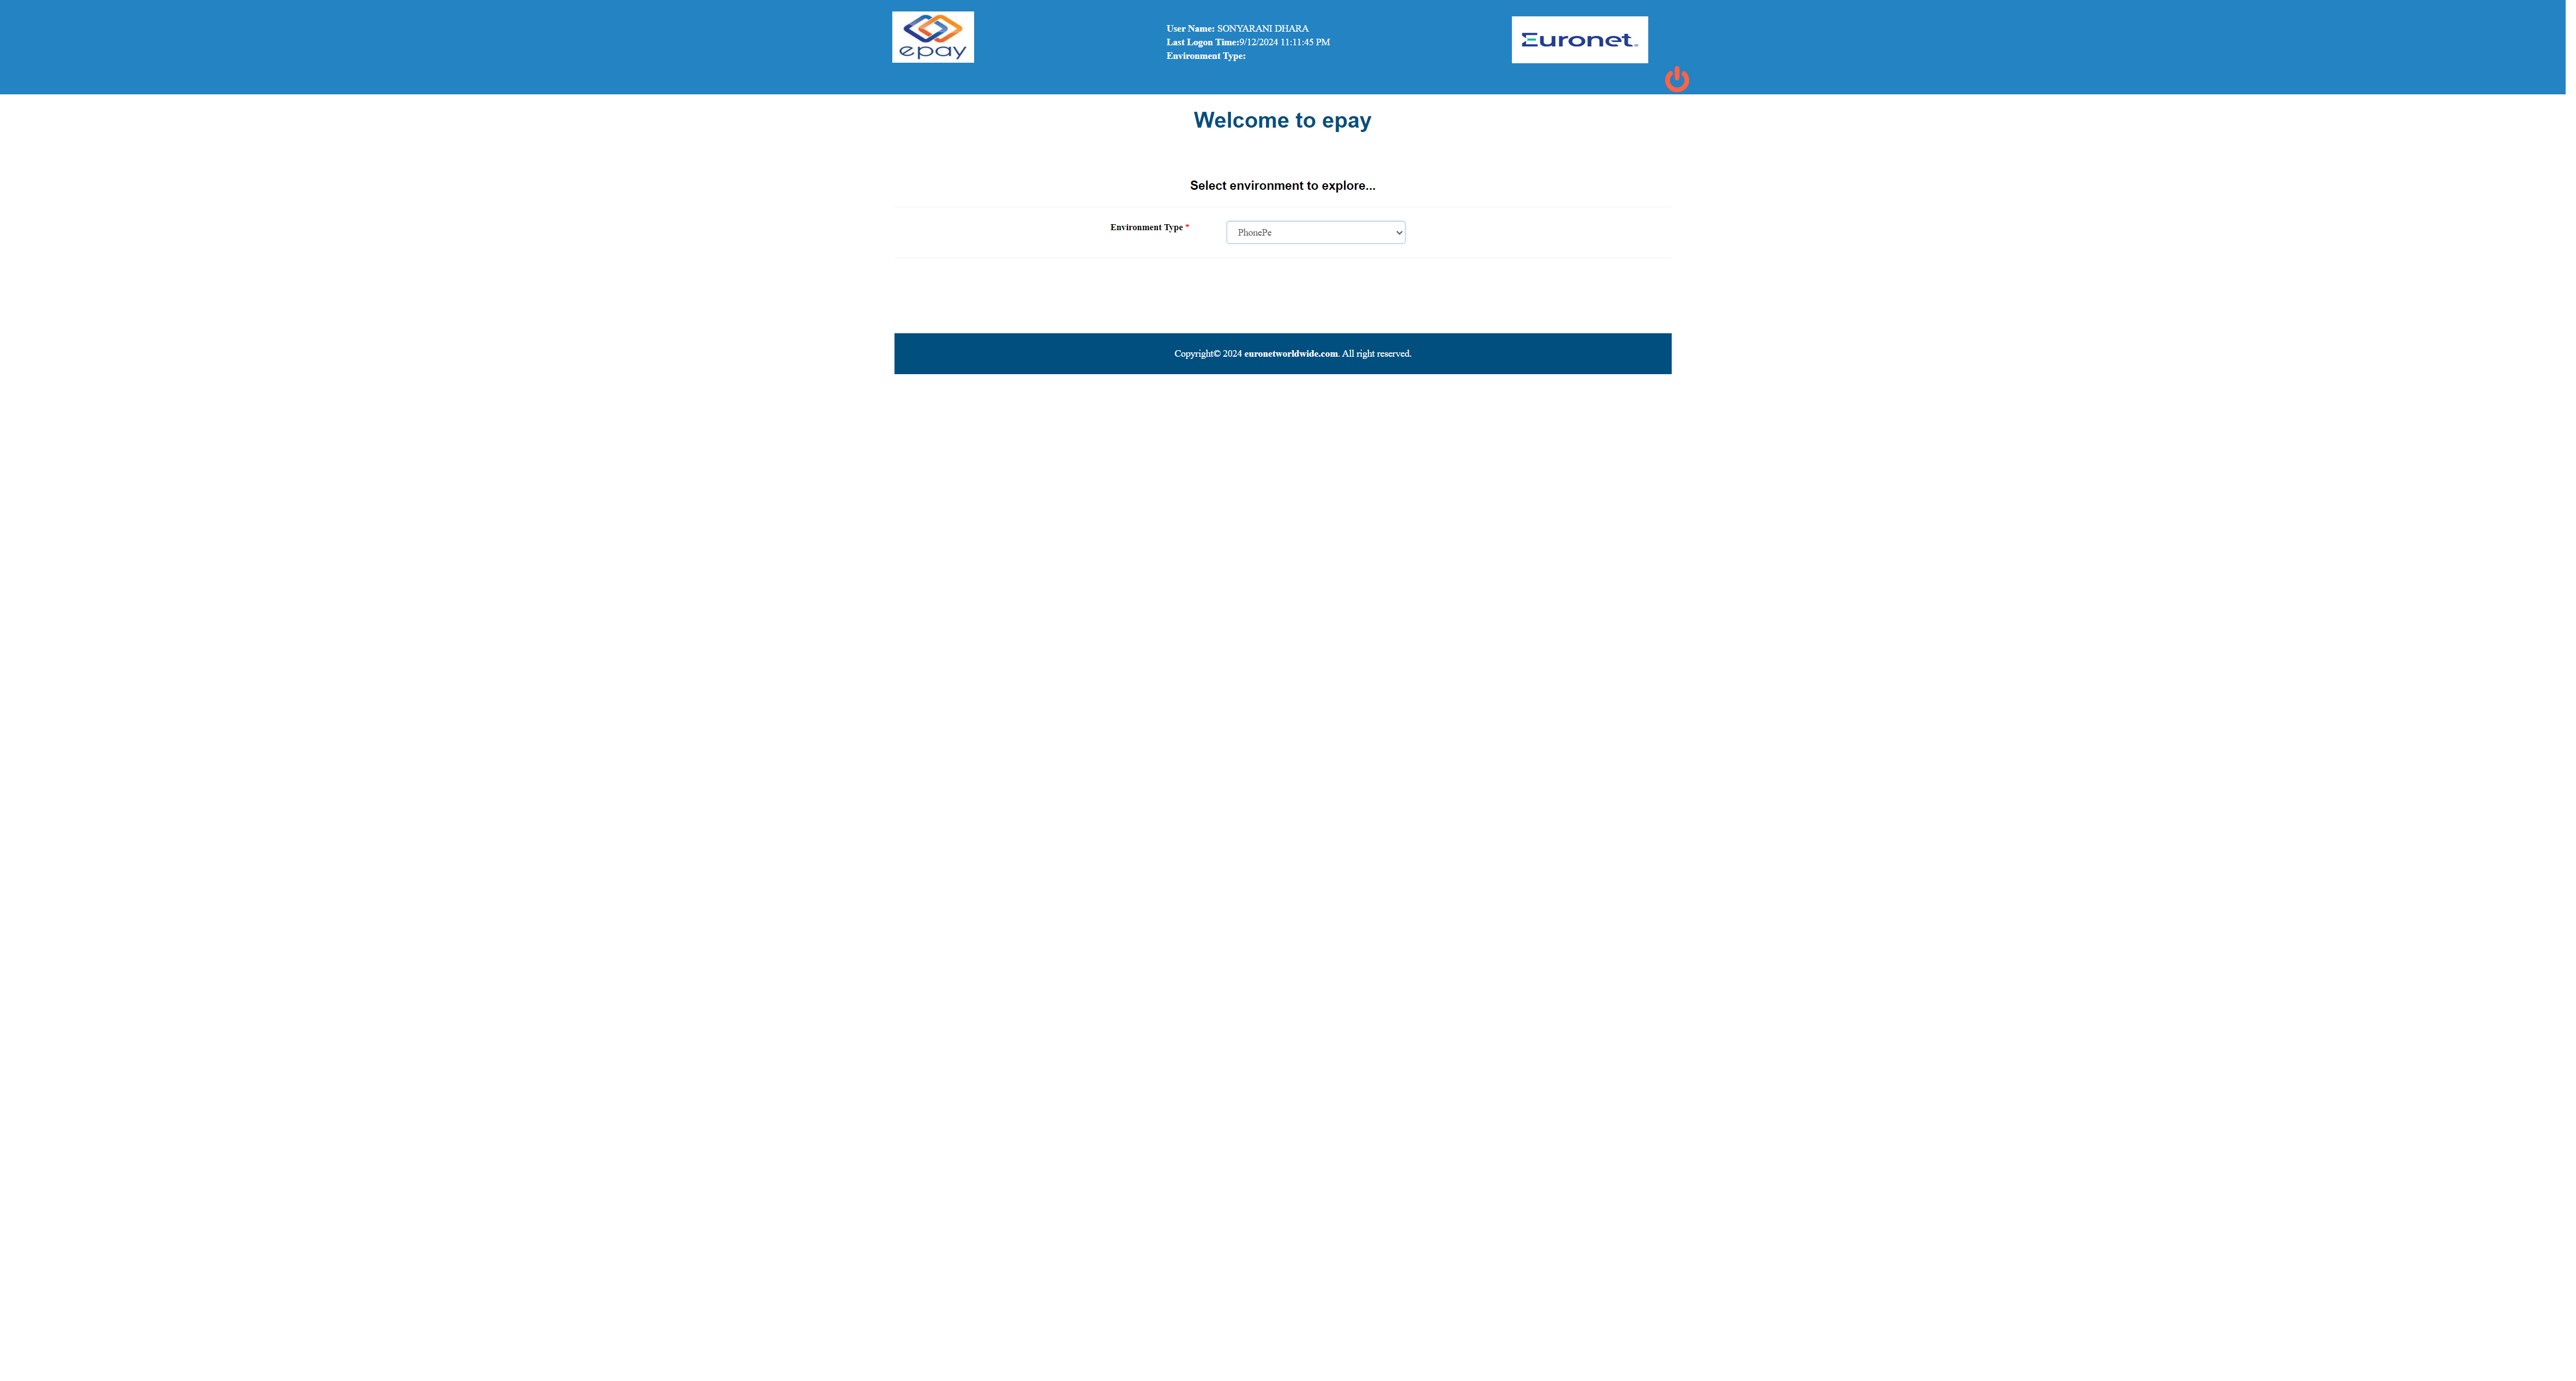 epay
User Name: SONYARANI DHARA
Last Logon Time:9/12/2024 11:11:45 PM
Environment Type:
Euronet
Welcome to epay
Select environment to explore...
Environment Type *
PhonePe
Copyright© 2024 euronetworldwide.com. All right reserved.